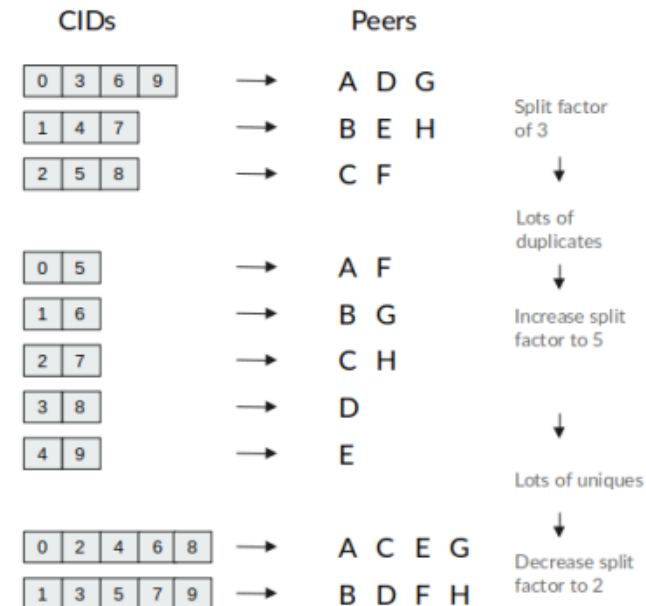 CIDs Peers
0 3 6 9 A D G
Split factor
of 3
1 4 7 B E H
2 5 8 C F
Lots of
duplicates
0 5 A F
1 6 B G
Increase split
factor to 5
2 7 C H
3 8 D
4 9 E
Lots of uniques
0 2 4 6 8 A C E G
Decrease split
factor to 2
1 3 5 7 9 B D F H